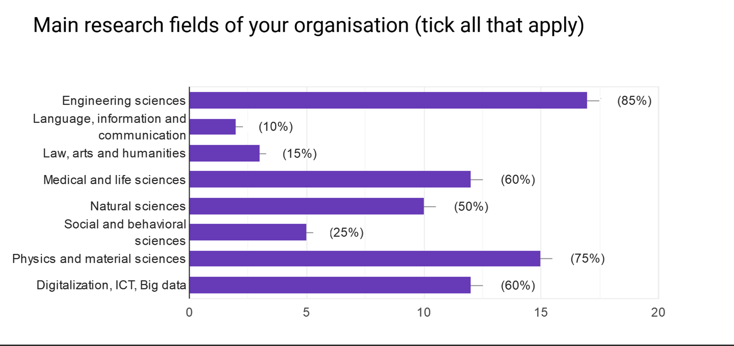 Main research fields of your organisation (tick all that apply)
Engineering sciences (85%)
Language, information and
communication (10%)
Law, arts and humanities (15%)
Medical and life sciences (60%)
Natural sciences (50%)
Social and behavioral
sciences (25%)
Physics and material sciences (75%)
Digitalization, ICT, Big data (60%)
0 5 10 15 20